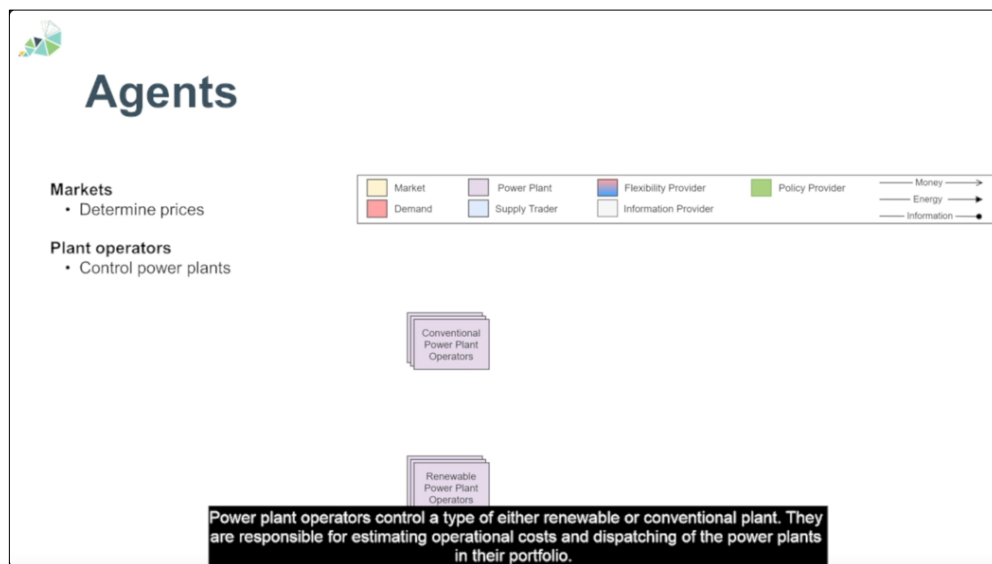 Agents
Markets
• Determine prices
Plant operators
• Control power plants
Market
Power Plant
Flexibility Provider
Policy Provider
Money
Demand
Supply Trader
Information Provider
Energy
Information
Conventional
Power Plant
Operators
Renewable
Power Plant
Operators
Power plant operators control a type of either renewable or conventional plant. They
are responsible for estimating operational costs and dispatching of the power plants
in their portfolio.